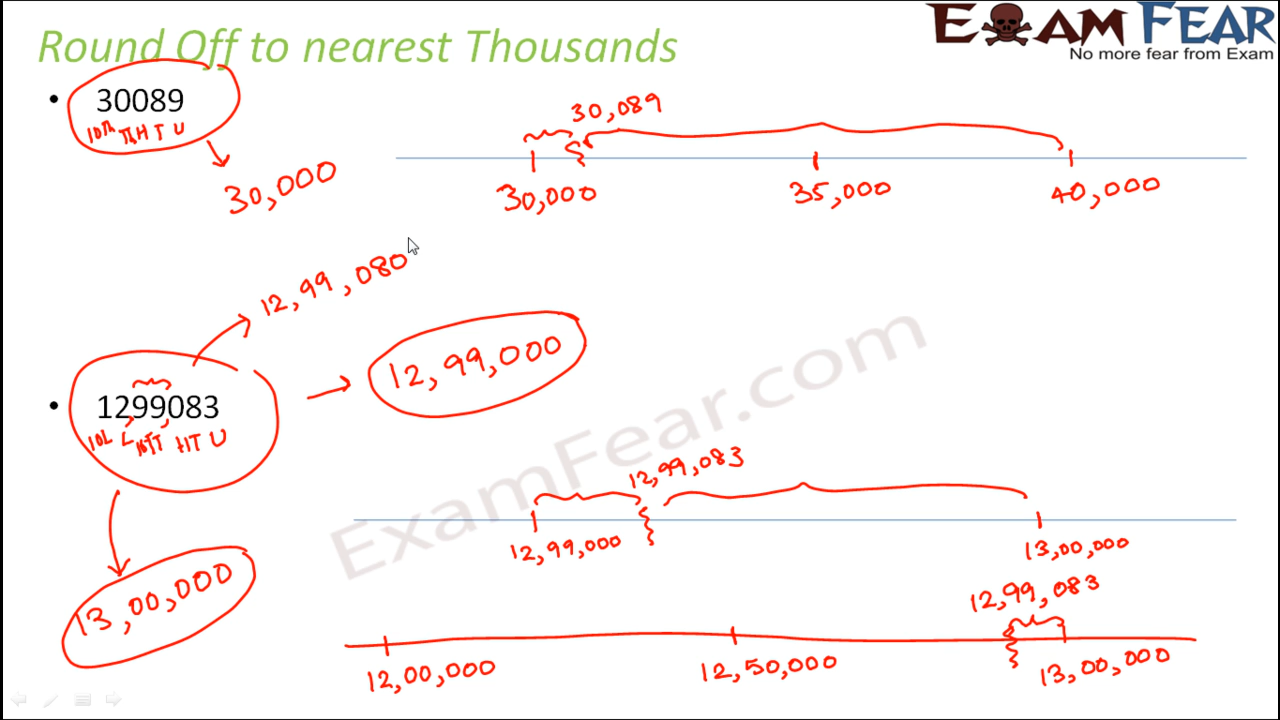 Round Off to nearest Thousands
EXAM FEAR
No more fear from Exam
• 30089
10Th Th H T U
30,000
30,089
30,000 35,000 40,000
12,99,080
12,99,000
• 1299083
10L L 10T T H T U
13,00,000
ExamFear.com
12,99,083
12,99,000 13,00,000
12,99,083
12,00,000 12,50,000 13,00,000